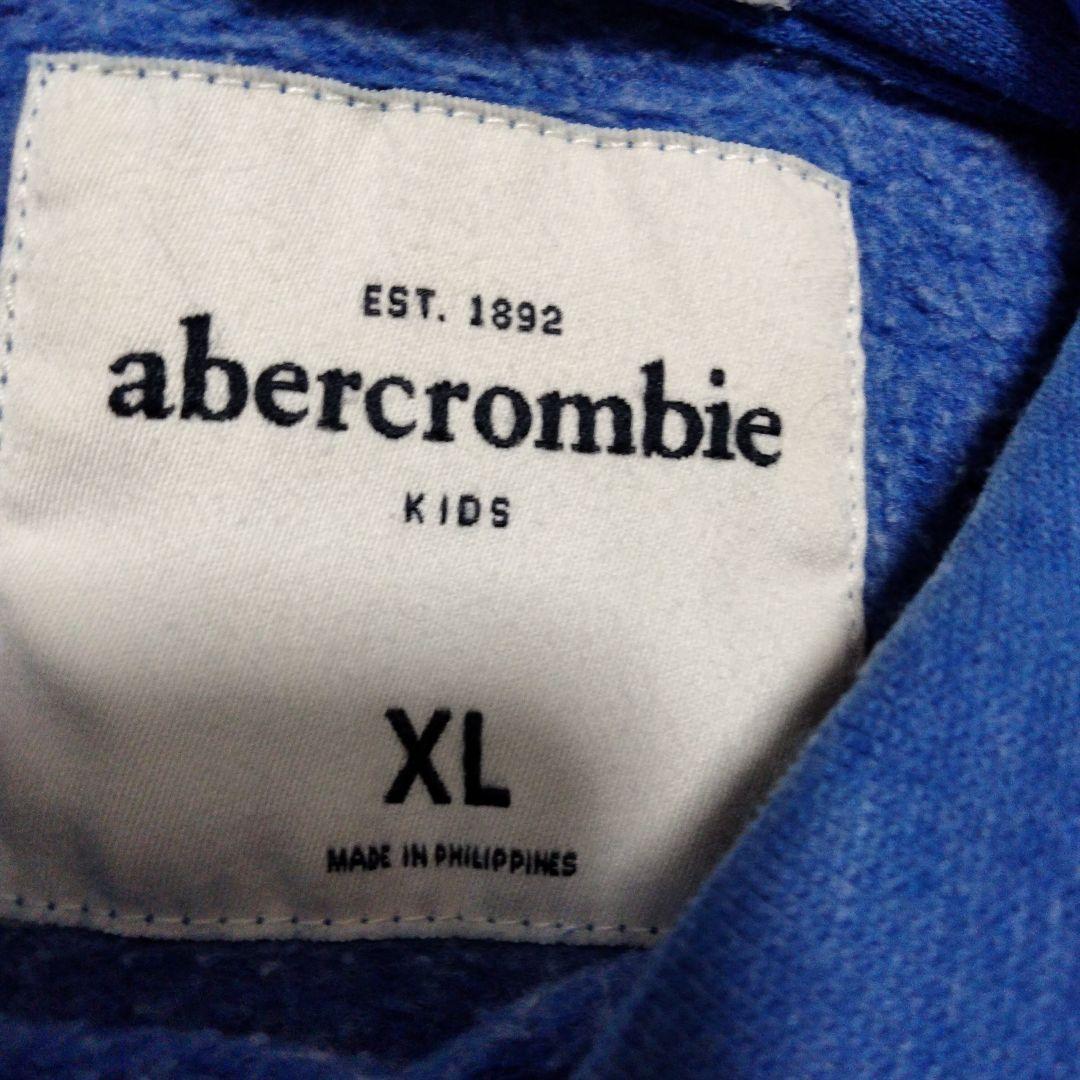 EST. 1892
abercrombie
KIDS
XL
MADE IN PHILIPPINES